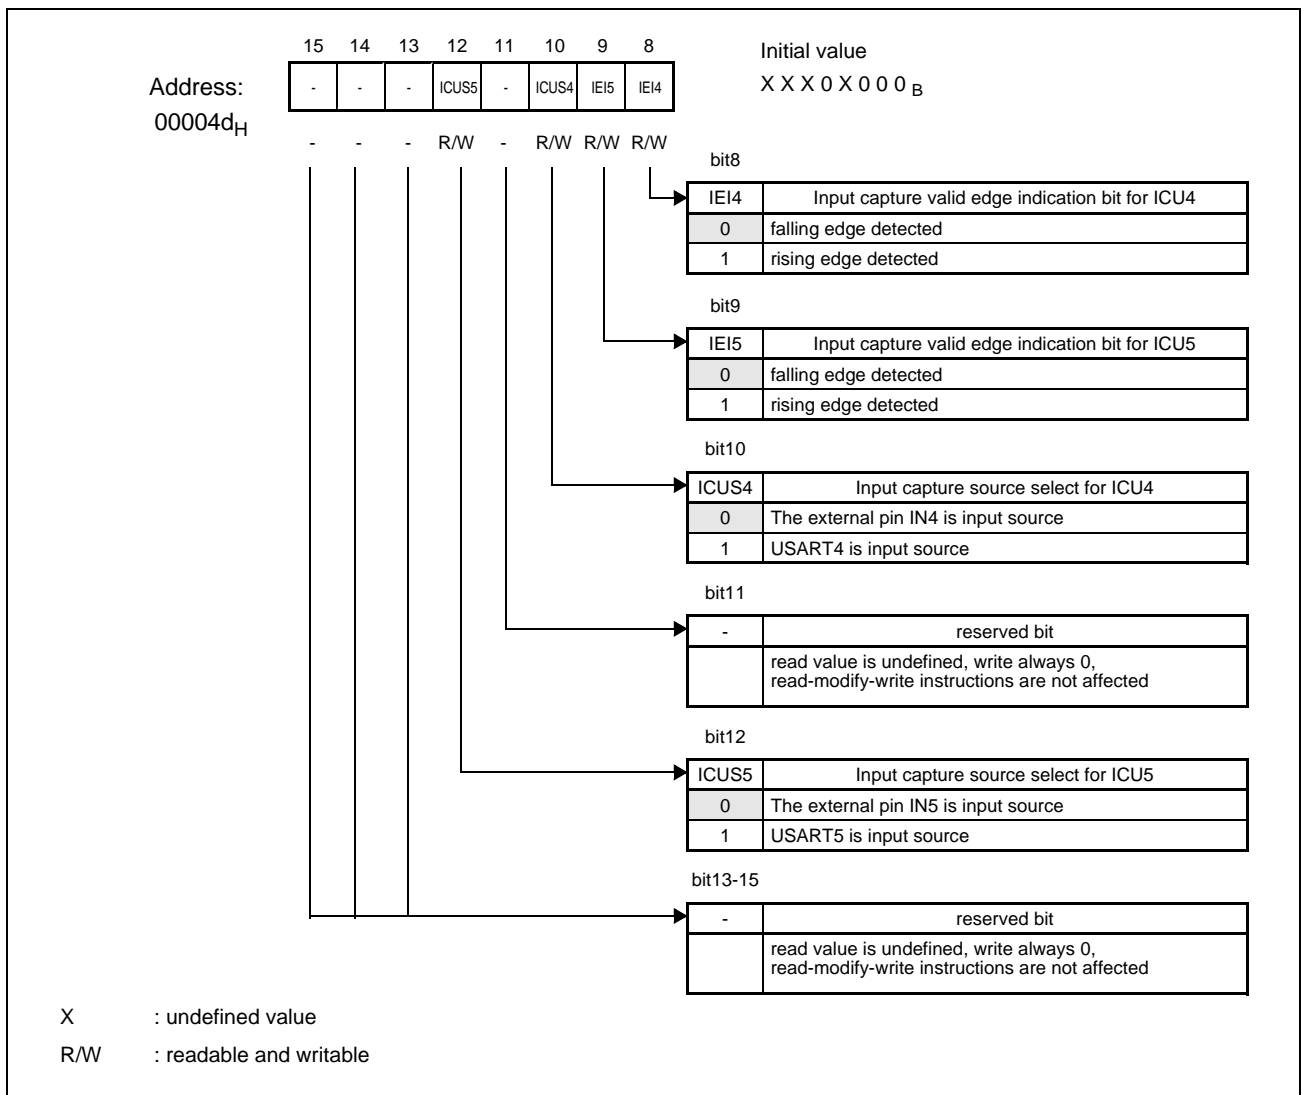 15 14 13 12 11 10 9 8
Initial value
Address:
- - - ICUS5 - ICUS4 IEI5 IEI4
X X X 0 X 0 0 0 B
00004dH
- - - R/W - R/W R/W R/W
bit8
IEI4 Input capture valid edge indication bit for ICU4
0 falling edge detected
1 rising edge detected
bit9
IEI5 Input capture valid edge indication bit for ICU5
0 falling edge detected
1 rising edge detected
bit10
ICUS4 Input capture source select for ICU4
0 The external pin IN4 is input source
1 USART4 is input source
bit11
- reserved bit
read value is undefined, write always 0,
read-modify-write instructions are not affected
bit12
ICUS5 Input capture source select for ICU5
0 The external pin IN5 is input source
1 USART5 is input source
bit13-15
- reserved bit
read value is undefined, write always 0,
read-modify-write instructions are not affected
X : undefined value
R/W : readable and writable